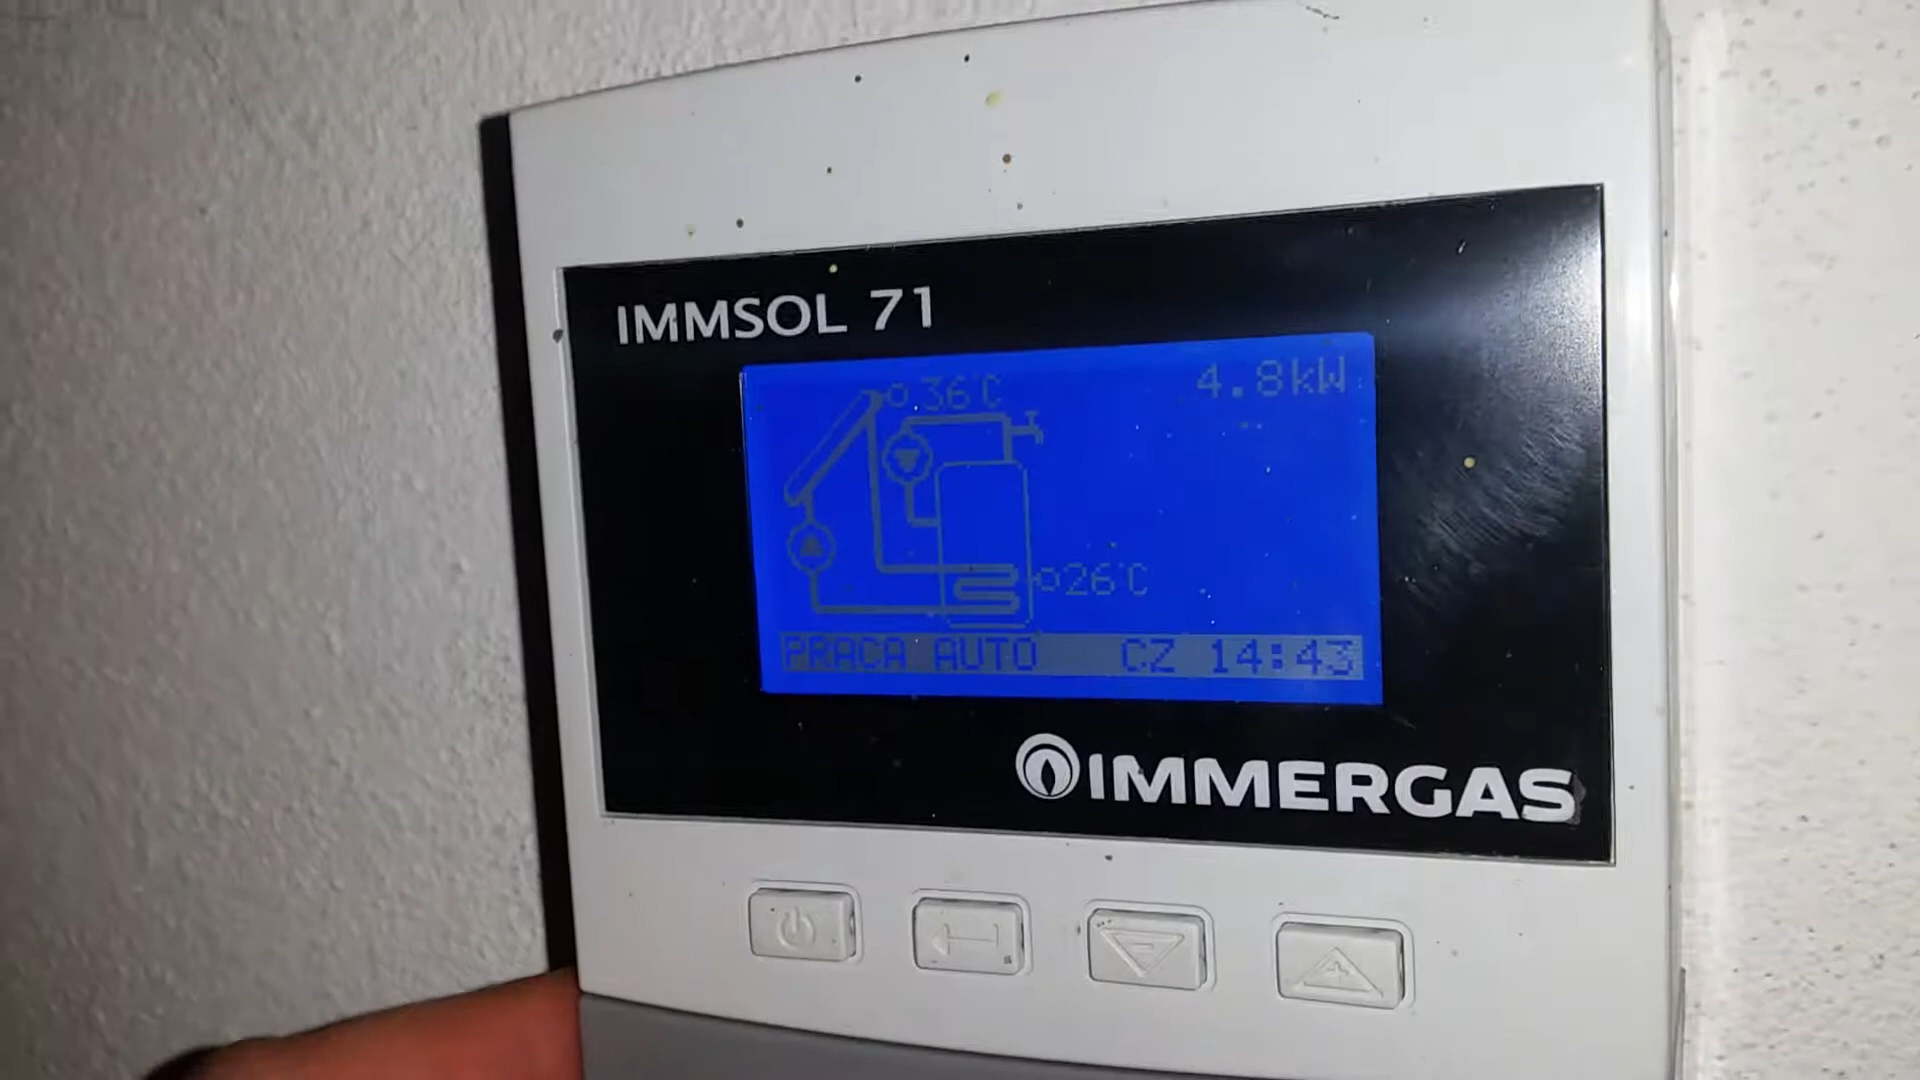 IMMSOL 71
36°C
4.8kW
26°C
PRACA AUTO CZ 14:43
IMMERGAS